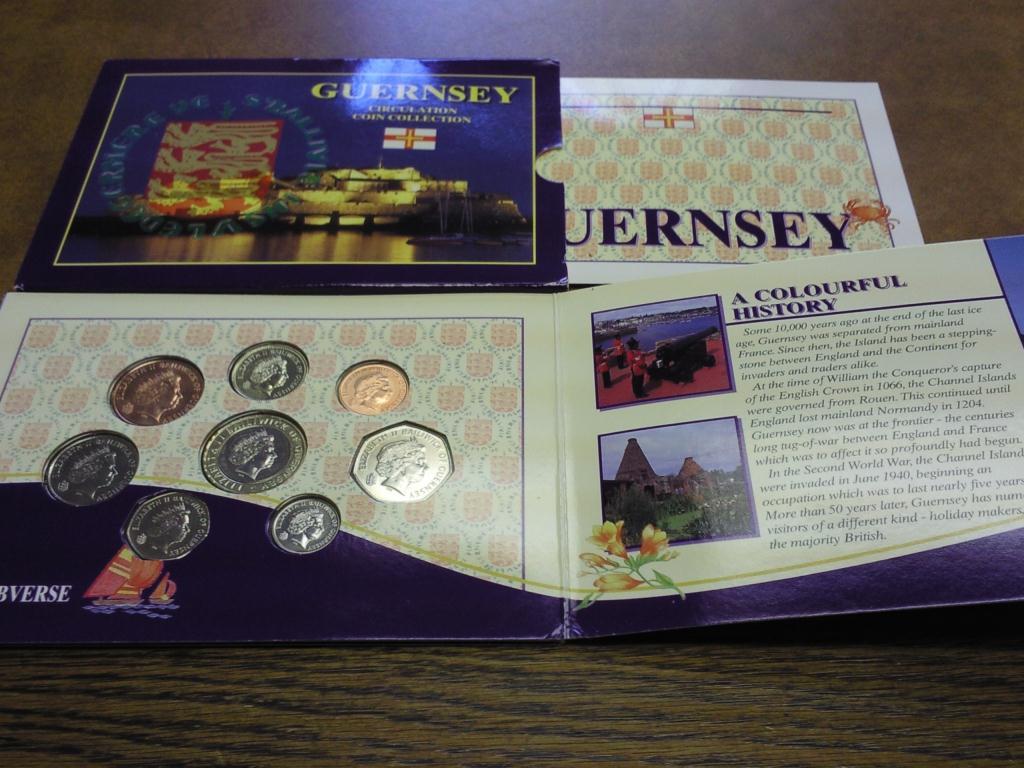 GUERNSEY
CIRCULATION
COIN COLLECTION
UERNSEY
A COLOURFUL
HISTORY
Some 10,000 years ago at the end of the last ice
age, Guernsey was separated from mainland
France. Since then, the Island has been a stepping-
stone between England and the Continent for
invaders and traders alike.
At the time of William the Conqueror's capture
of the English Crown in 1066, the Channel Islands
were governed from Rouen. This continued until
England lost mainland Normandy in 1204.
Guernsey now was at the frontier - the centuries
long tug-of-war between England and France
which was to affect it so profoundly had begun.
In the Second World War, the Channel Island
were invaded in June 1940, beginning an
occupation which was to last nearly five years
More than 50 years later, Guernsey has num
visitors of a different kind - holiday makers,
the majority British.
ELIZABETH II BAILIWICK OF GUERNSEY
BVERSE